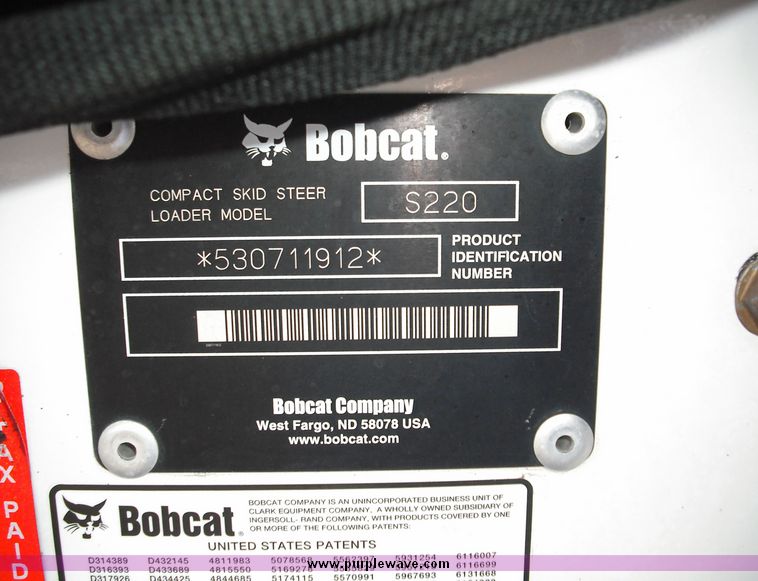 Bobcat.
COMPACT SKID STEER
LOADER MODEL
S220
*530711912*
PRODUCT
IDENTIFICATION
NUMBER
Bobcat Company
West Fargo, ND 58078 USA
www.bobcat.com
AX PAID
Bobcat.
BOBCAT COMPANY IS AN UNINCORPORATED BUSINESS UNIT OF
CLARK EQUIPMENT COMPANY, A WHOLLY OWNED SUBSIDIARY OF
INGERSOLL- RAND COMPANY, WITH PRODUCTS COVERED BY ONE
OR MORE OF THE FOLLOWING PATENTS:
UNITED STATES PATENTS
D314389 D432145 4811983 5078568 5562397 5931254 6116007
D316393 D433689 4815550 5169278 6116699
D317926 D434425 4844685 5174115 5570991 5967693 6131668
www.purplewave.com